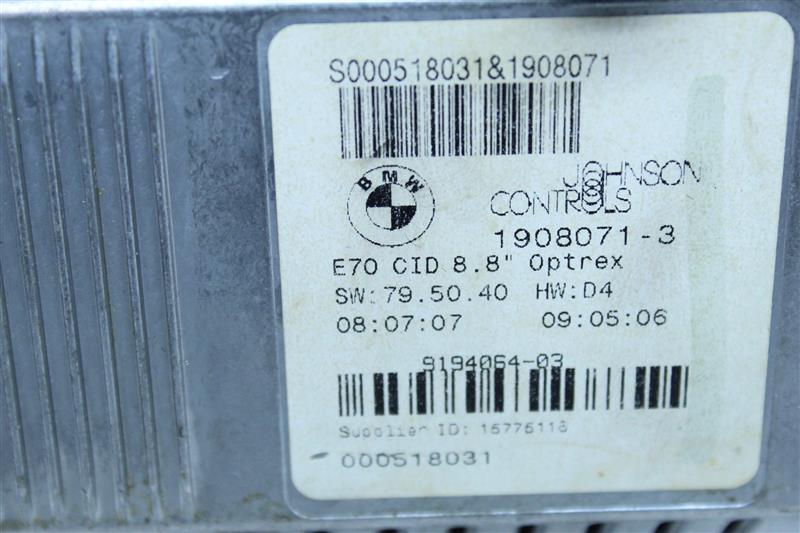 S000518031&1908071
BMW
JOHNSON
CONTROLS
1908071-3
E70 CID 8.8" Optrex
SW:79.50.40 HW:D4
08:07:07 09:05:06
9194064-03
Supplier ID: 15775116
000518031